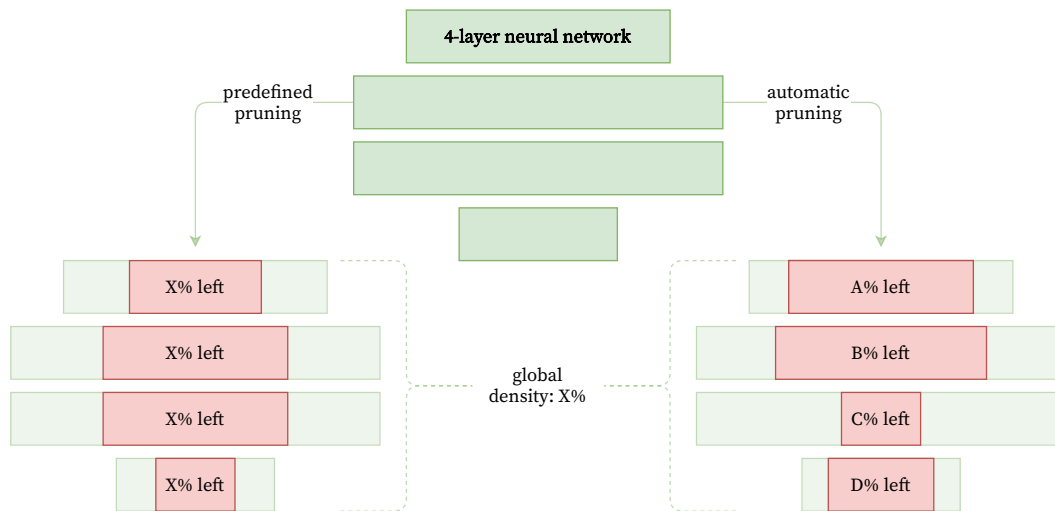 4-layer neural network
predefined
pruning
automatic
pruning
X% left
X% left
X% left
X% left
global
density: X%
A% left
B% left
C% left
D% left